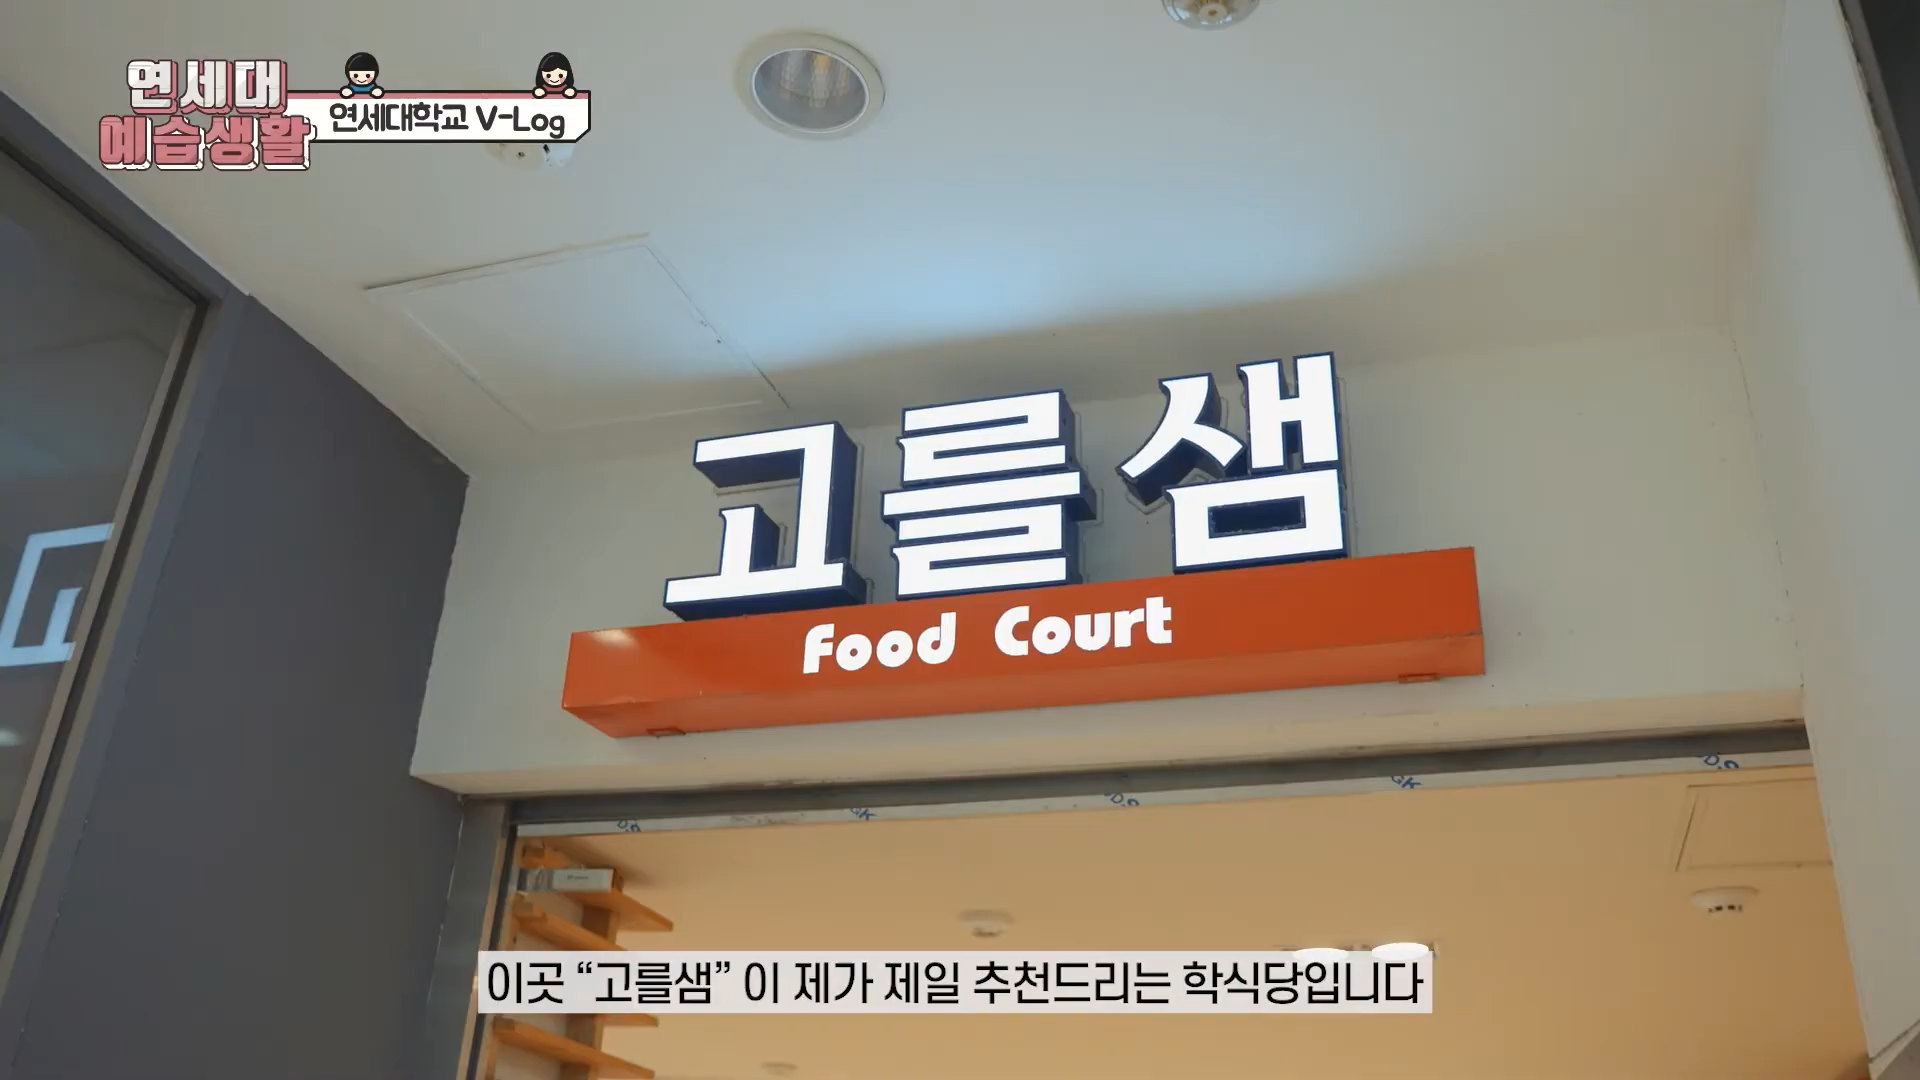 연세대
예습생활
연세대학교 V-Log
고를샘
Food Court
이곳 “고를샘” 이 제가 제일 추천드리는 학식당입니다